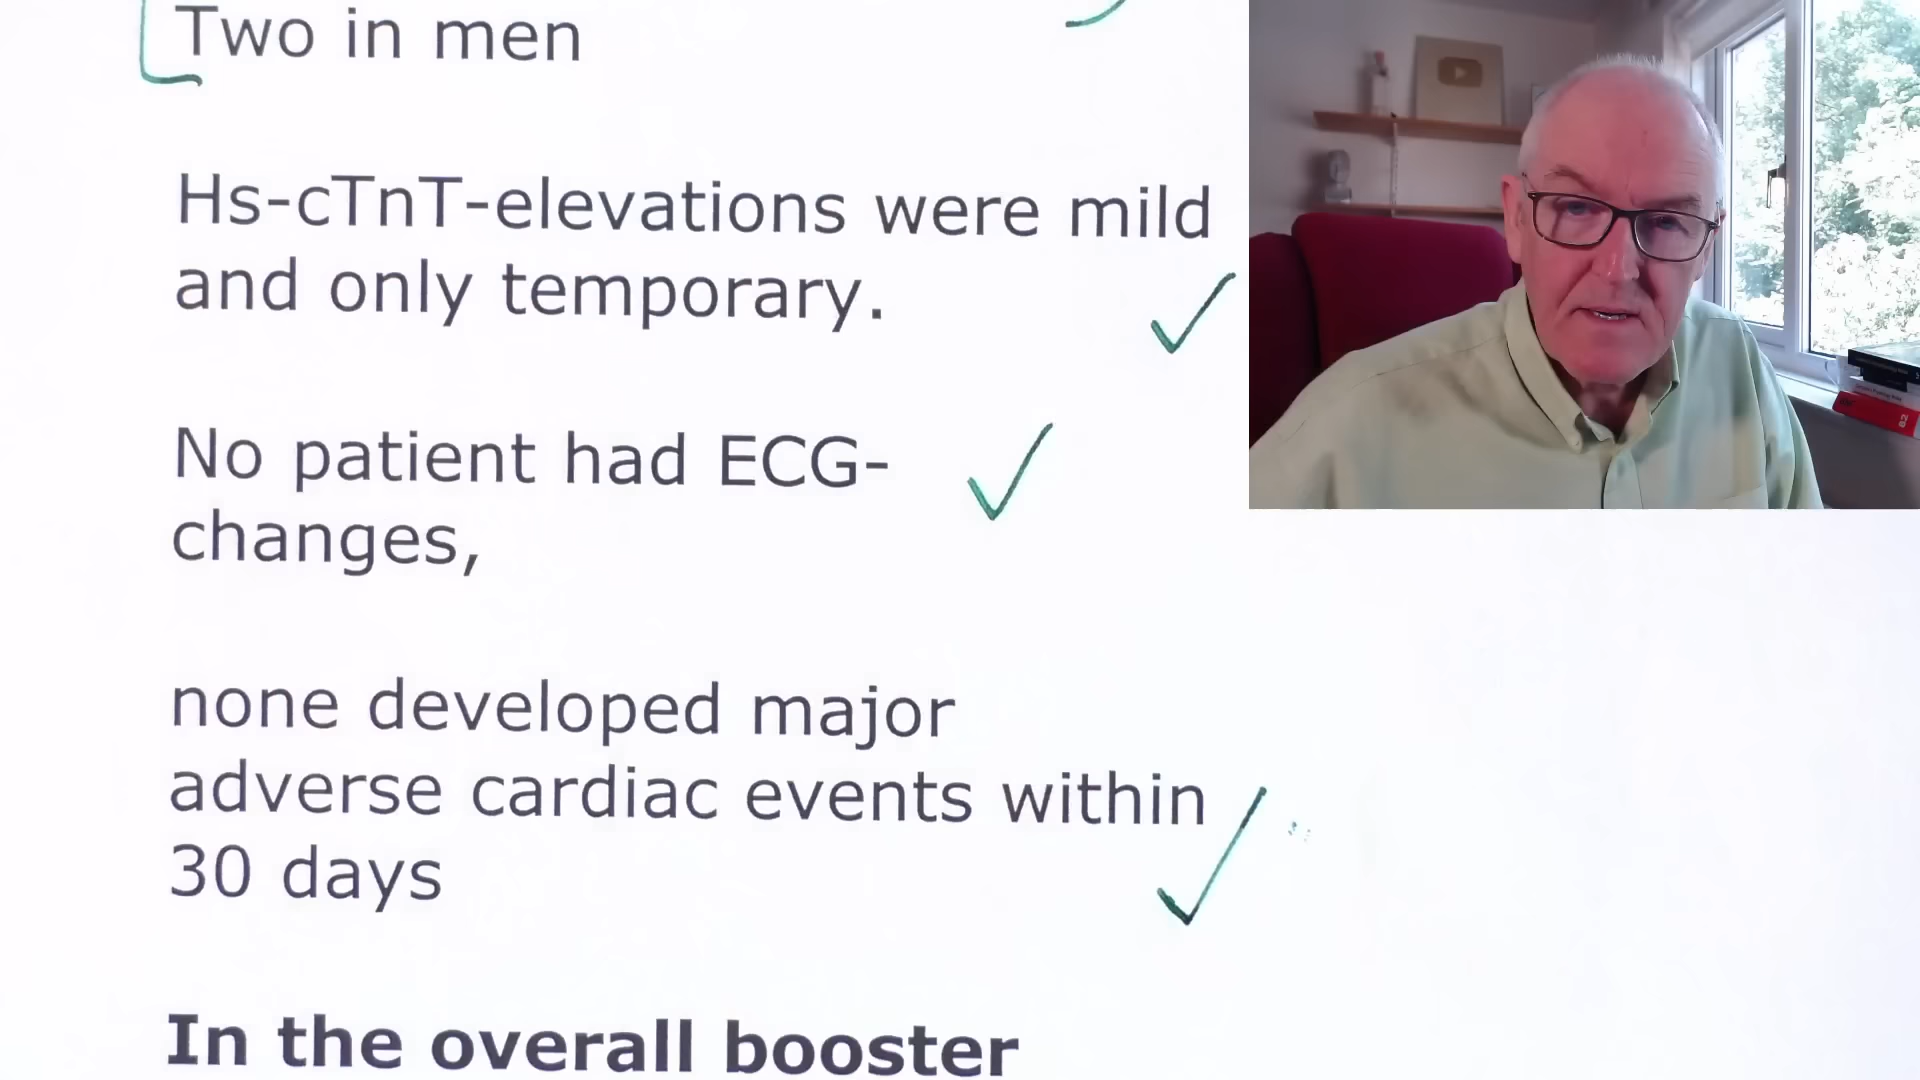 Two in men
Hs-cTnT-elevations were mild
and only temporary.
No patient had ECG-
changes,
none developed major
adverse cardiac events within
30 days
In the overall booster